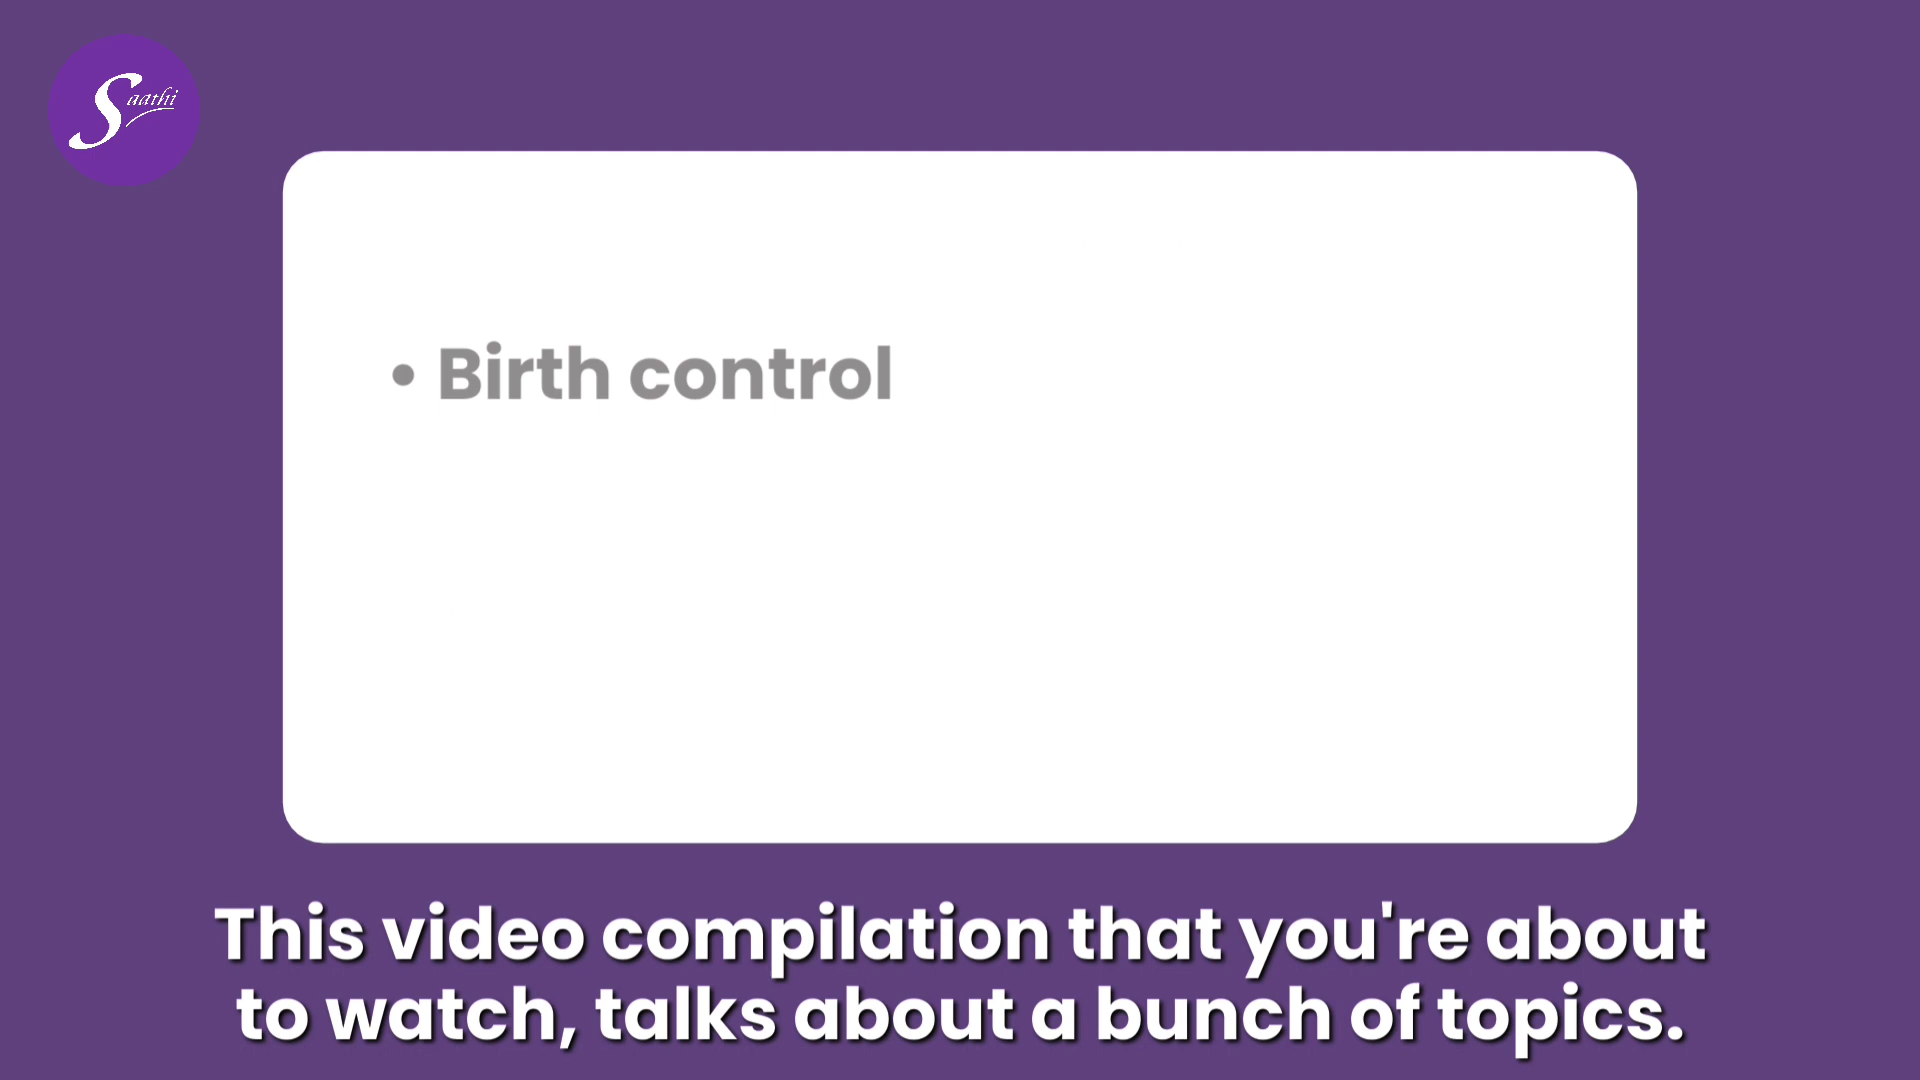 Saathi
• Birth control
This video compilation that you're about
to watch, talks about a bunch of topics.